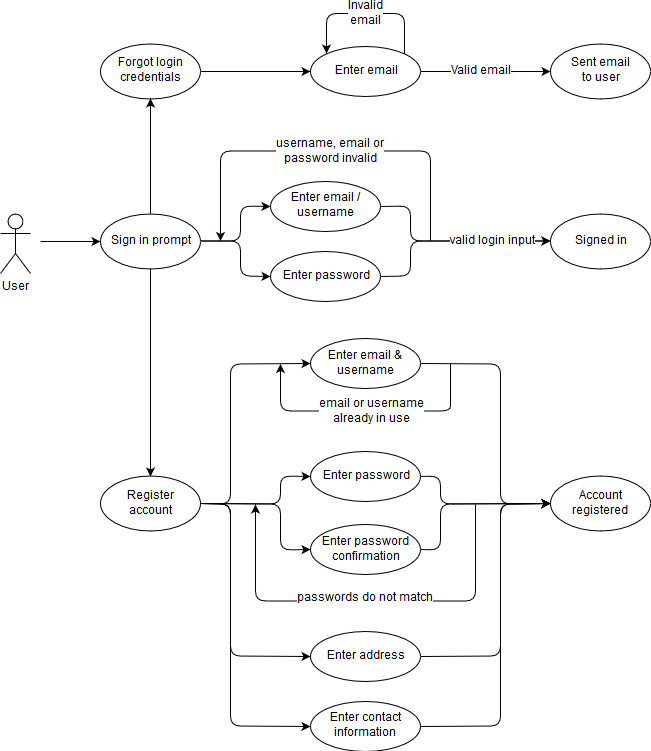 Invalid
email
Forgot login
credentials
Enter email
Valid email
Sent email
to user
username, email or
password invalid
Enter email /
username
Sign in prompt
valid login input
Signed in
Enter password
User
Enter email &
username
email or username
already in use
Enter password
Register
account
Account
registered
Enter password
confirmation
passwords do not match
Enter address
Enter contact
information